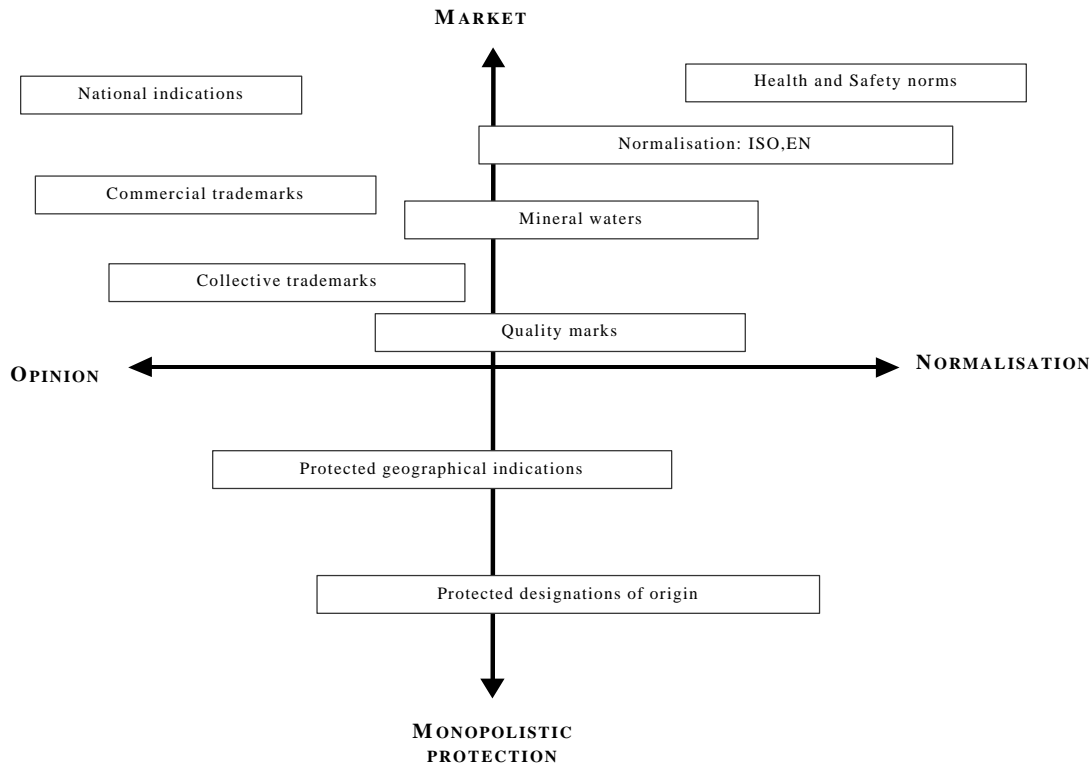 MARKET
Health and Safety norms
National indications
Normalisation: ISO,EN
Commercial trademarks
Mineral waters
Collective trademarks
Quality marks
OPINION
NORMALISATION
Protected geographical indications
Protected designations of origin
MONOPOLISTIC
PROTECTION